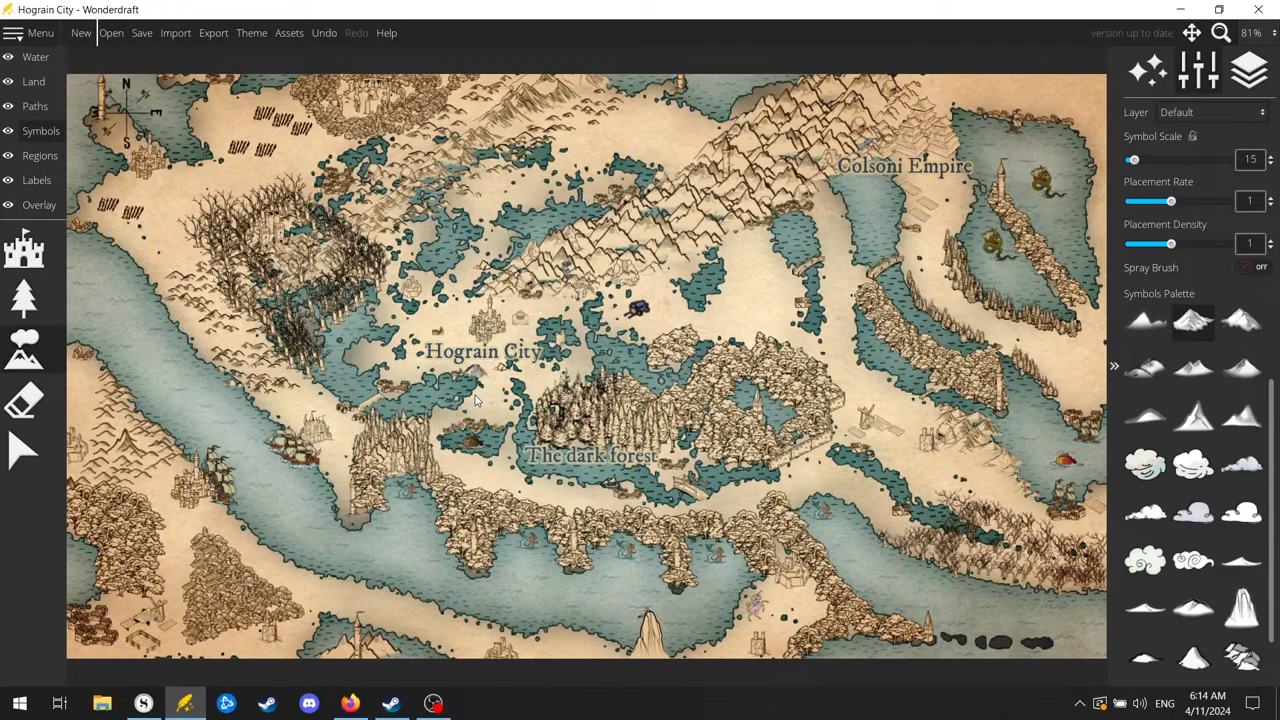 Hograin City - Wonderdraft
Menu New Open Save Import Export Theme Assets Undo Redo Help version up to date 81%
Water
Land
Paths
Symbols
Regions
Labels
Overlay
N
E
S
Colsoni Empire
Hograin City
The dark forest
Layer Default
Symbol Scale 15
Placement Rate 1
Placement Density 1
Spray Brush OFF
Symbols Palette
ENG
6:14 AM
4/11/2024